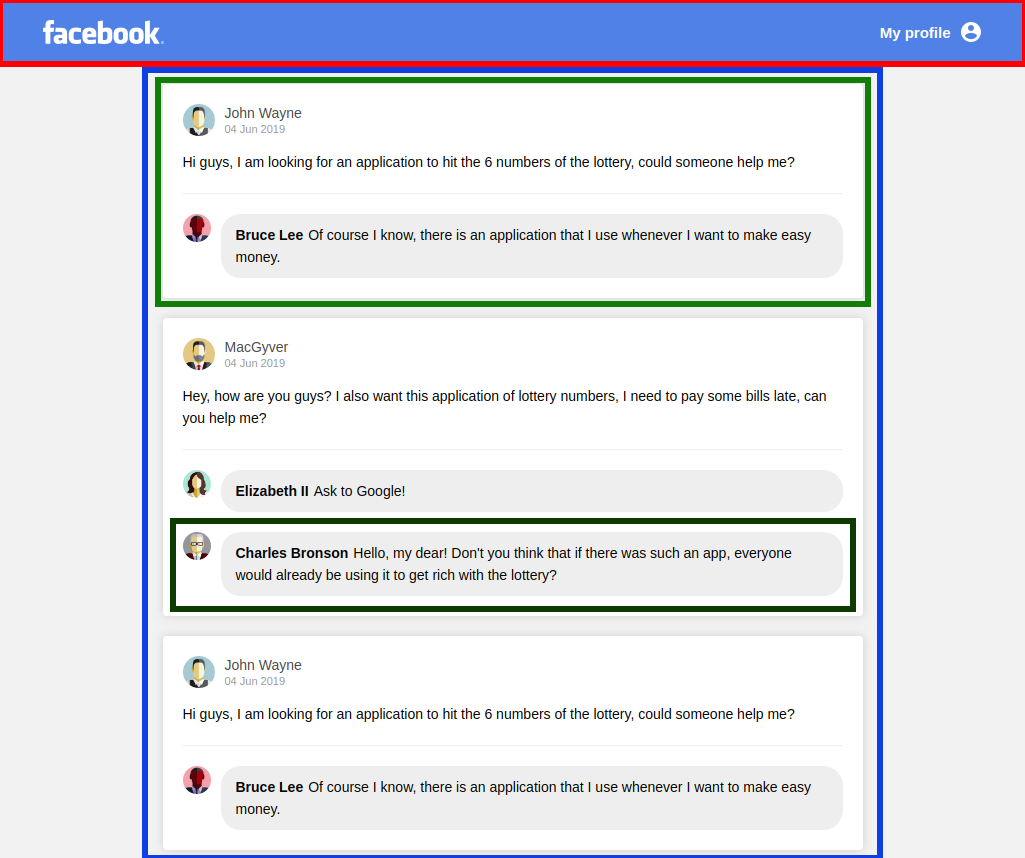 facebook.
My profile
John Wayne
04 Jun 2019
Hi guys, I am looking for an application to hit the 6 numbers of the lottery, could someone help me?
Bruce Lee Of course I know, there is an application that I use whenever I want to make easy
money.
MacGyver
04 Jun 2019
Hey, how are you guys? I also want this application of lottery numbers, I need to pay some bills late, can
you help me?
Elizabeth II Ask to Google!
Charles Bronson Hello, my dear! Don't you think that if there was such an app, everyone
would already be using it to get rich with the lottery?
John Wayne
04 Jun 2019
Hi guys, I am looking for an application to hit the 6 numbers of the lottery, could someone help me?
Bruce Lee Of course I know, there is an application that I use whenever I want to make easy
money.